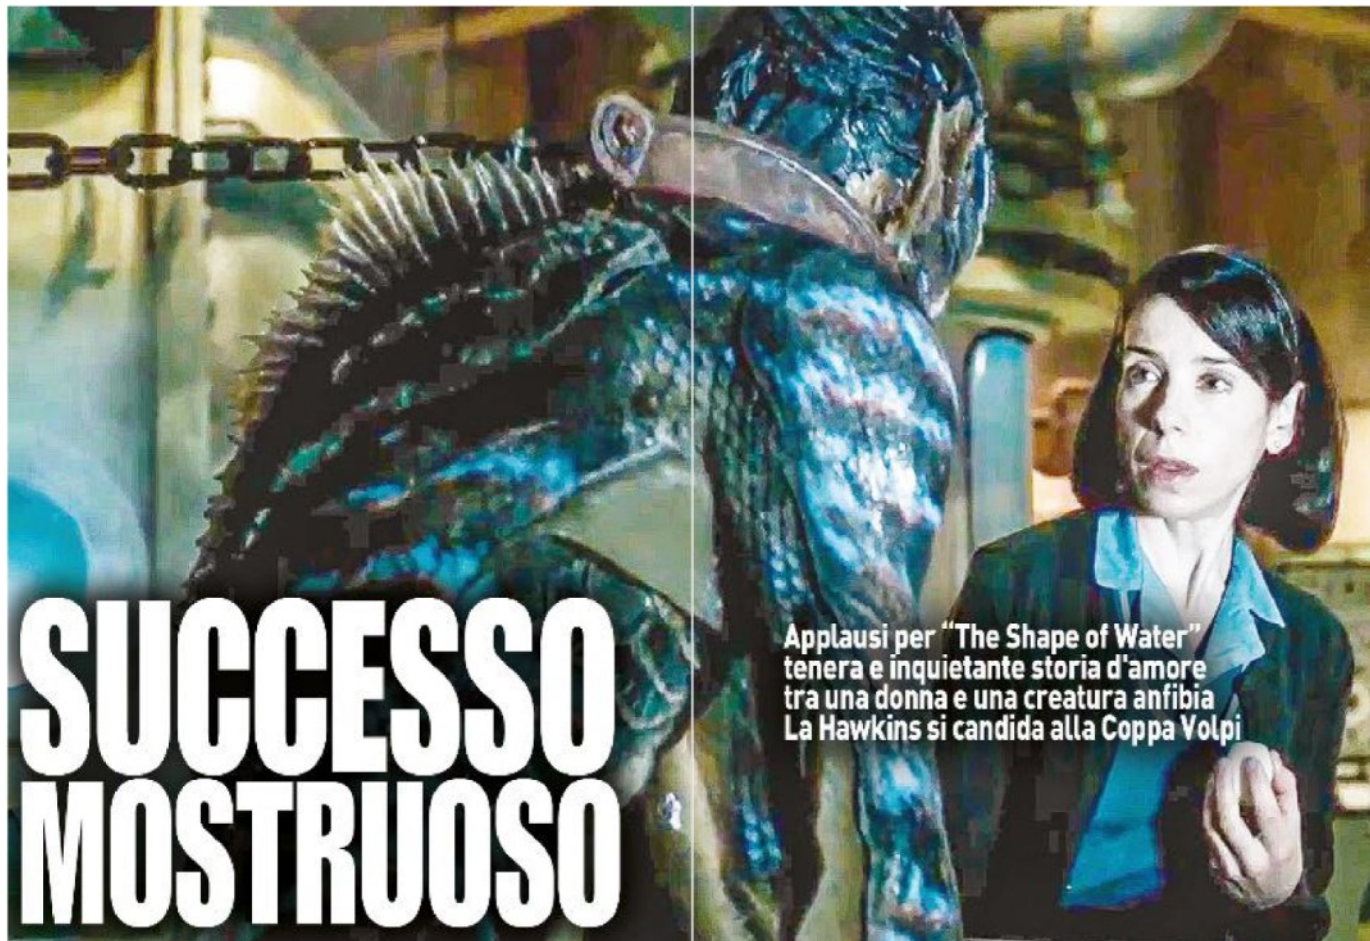 SUCCESSO
MOSTRUOSO
Applausi per “The Shape of Water”
tenera e inquietante storia d'amore
tra una donna e una creatura anfibia
La Hawkins si candida alla Coppa Volpi